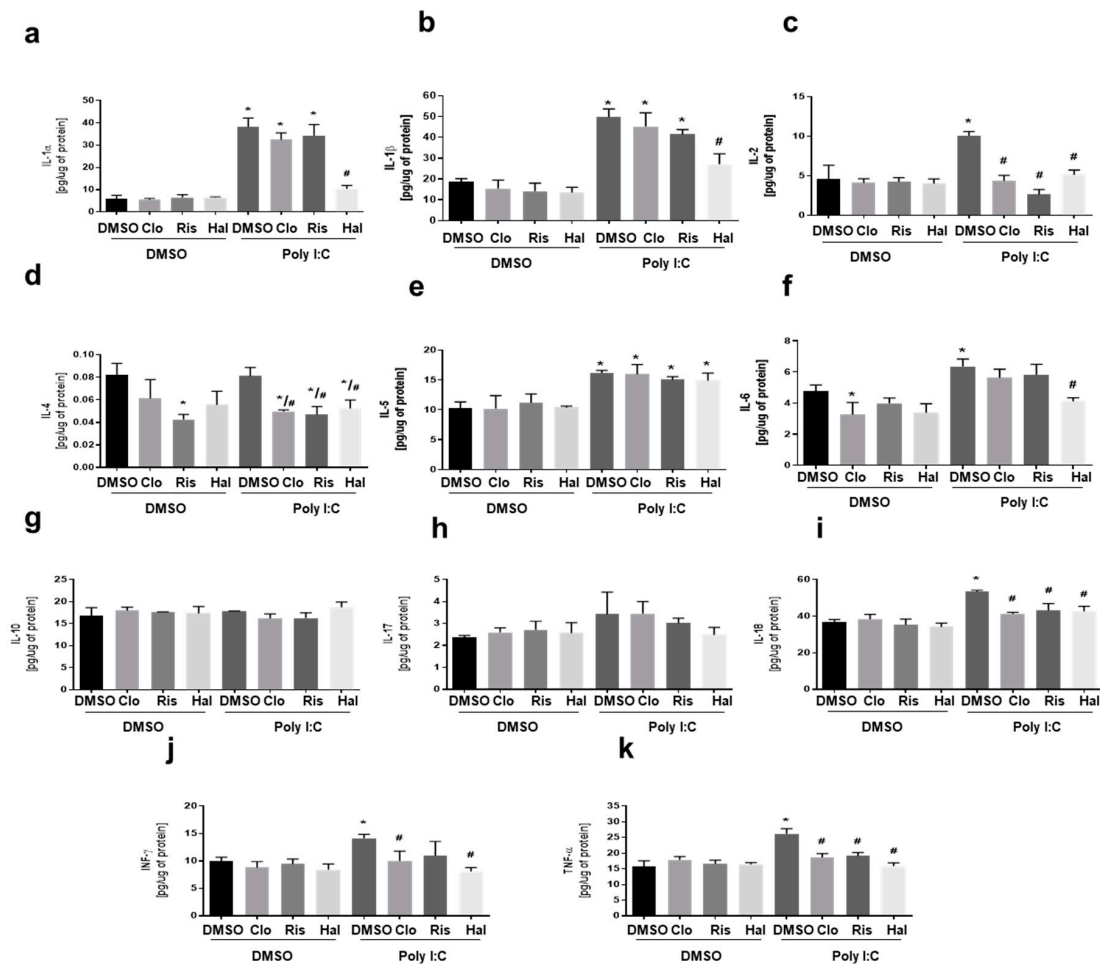 a
IL-1α
[pg/ug of protein]
40
30
20
10
0
* * * #
DMSO Clo Ris Hal DMSO Clo Ris Hal
DMSO Poly I:C
b
IL-1β
[pg/ug of protein]
60
50
40
30
20
10
0
* * * #
DMSO Clo Ris Hal DMSO Clo Ris Hal
DMSO Poly I:C
c
IL-2
[pg/ug of protein]
15
10
5
0
* # # #
DMSO Clo Ris Hal DMSO Clo Ris Hal
DMSO Poly I:C
d
IL-4
[pg/ug of protein]
0.10
0.08
0.06
0.04
0.02
0.00
* */# */# */#
DMSO Clo Ris Hal DMSO Clo Ris Hal
DMSO Poly I:C
e
IL-5
[pg/ug of protein]
20
15
10
5
0
* * * *
DMSO Clo Ris Hal DMSO Clo Ris Hal
DMSO Poly I:C
f
IL-6
[pg/ug of protein]
8
6
4
2
0
* * #
DMSO Clo Ris Hal DMSO Clo Ris Hal
DMSO Poly I:C
g
IL-10
[pg/ug of protein]
25
20
15
10
5
0
DMSO Clo Ris Hal DMSO Clo Ris Hal
DMSO Poly I:C
h
IL-17
[pg/ug of protein]
5
4
3
2
1
0
DMSO Clo Ris Hal DMSO Clo Ris Hal
DMSO Poly I:C
i
IL-18
[pg/ug of protein]
60
40
20
0
* # # #
DMSO Clo Ris Hal DMSO Clo Ris Hal
DMSO Poly I:C
j
INF-γ
[pg/ug of protein]
20
15
10
5
0
* # #
DMSO Clo Ris Hal DMSO Clo Ris Hal
DMSO Poly I:C
k
TNF-α
[pg/ug of protein]
35
30
25
20
15
10
5
0
* # # #
DMSO Clo Ris Hal DMSO Clo Ris Hal
DMSO Poly I:C